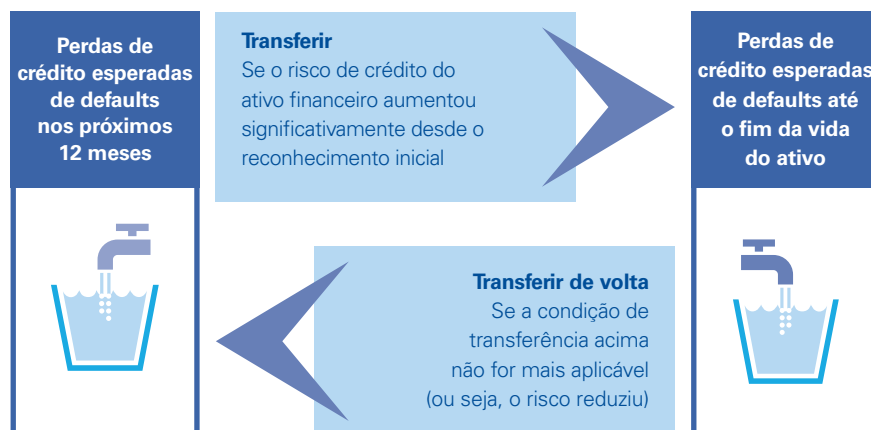 Perdas de
crédito esperadas
de defaults
nos próximos
12 meses
Transferir
Se o risco de crédito do
ativo financeiro aumentou
significativamente desde o
reconhecimento inicial
Perdas de
crédito esperadas
de defaults até
o fim da vida
do ativo
Transferir de volta
Se a condição de
transferência acima
não for mais aplicável
(ou seja, o risco reduziu)